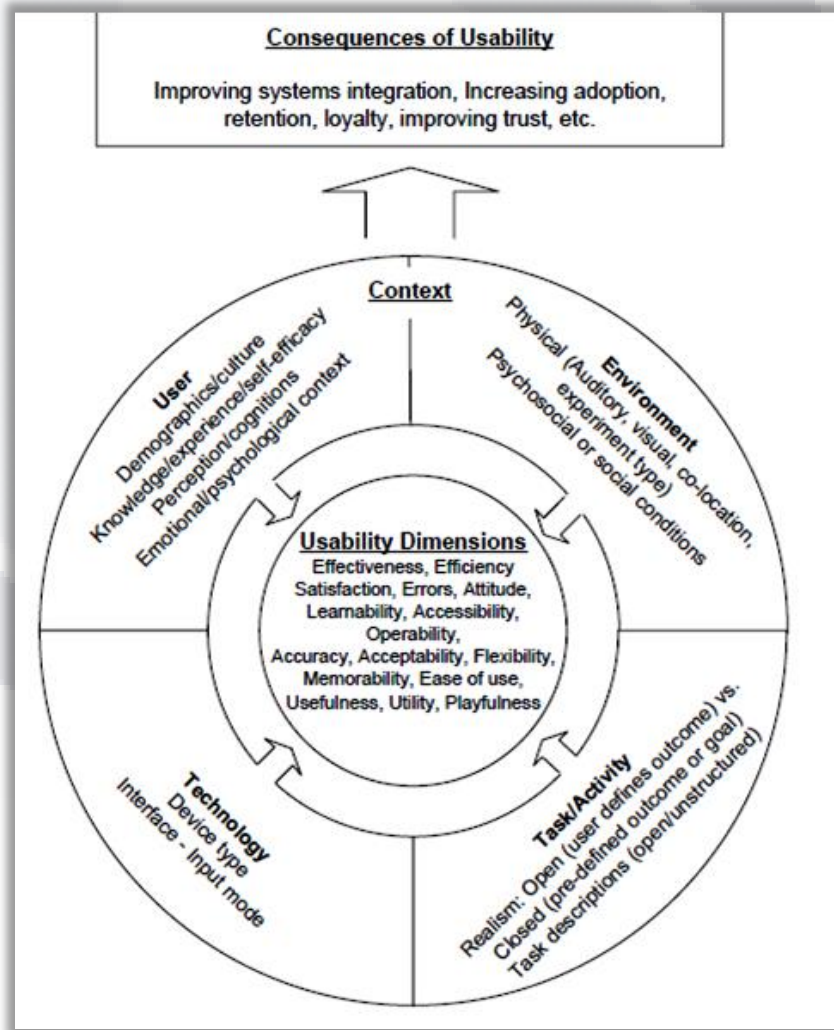 Consequences of Usability
Improving systems integration, Increasing adoption,
retention, loyalty, improving trust, etc.
Context
User
Demographics/culture
Knowledge/experience/self-efficacy
Perception/cognitions
Emotional/psychological context
Environment
Physical (Auditory, visual, co-location,
experiment type)
Psychosocial or social conditions
Usability Dimensions
Effectiveness, Efficiency
Satisfaction, Errors, Attitude,
Learnability, Accessibility,
Operability,
Accuracy, Acceptability, Flexibility,
Memorability, Ease of use,
Usefulness, Utility, Playfulness
Technology
Device type
Interface - Input mode
Task/Activity
Realism: Open (user defines outcome) vs.
Closed (pre-defined outcome or goal)
Task descriptions (open/unstructured)